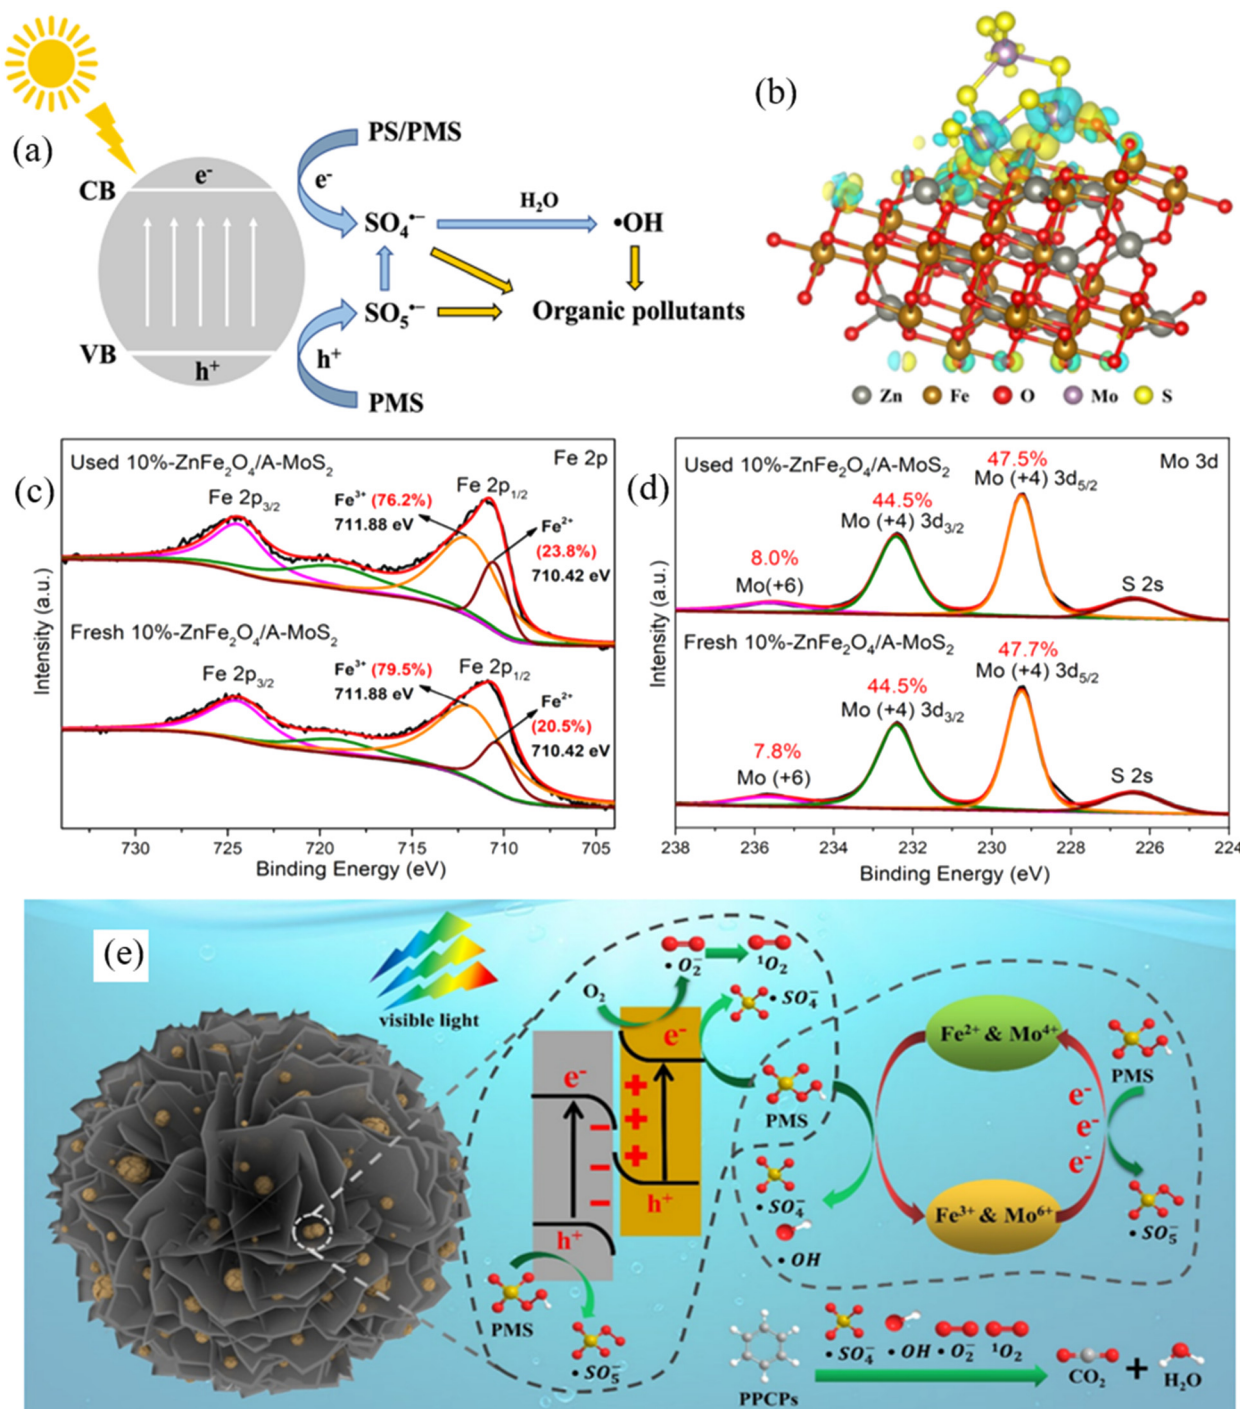 (a)
CB
e⁻
VB
h⁺
PS/PMS
e⁻
SO₄•−
H₂O
•OH
SO₅•−
Organic pollutants
h⁺
PMS
(b)
Zn Fe O Mo S
(c)
Used 10%-ZnFe₂O₄/A-MoS₂
Fe 2p
Fe 2p₃/₂
Fe³⁺ (76.2%)
711.88 eV
Fe 2p₁/₂
Fe²⁺
(23.8%)
710.42 eV
Fresh 10%-ZnFe₂O₄/A-MoS₂
Fe 2p₃/₂
Fe³⁺ (79.5%)
711.88 eV
Fe 2p₁/₂
Fe²⁺
(20.5%)
710.42 eV
Intensity (a.u.)
730 725 720 715 710 705
Binding Energy (eV)
(d)
Used 10%-ZnFe₂O₄/A-MoS₂
Mo 3d
47.5%
Mo (+4) 3d₅/₂
44.5%
Mo (+4) 3d₃/₂
8.0%
Mo(+6)
S 2s
Fresh 10%-ZnFe₂O₄/A-MoS₂
47.7%
Mo (+4) 3d₅/₂
44.5%
Mo (+4) 3d₃/₂
7.8%
Mo (+6)
S 2s
Intensity (a.u.)
238 236 234 232 230 228 226 224
Binding Energy (eV)
(e)
visible light
O₂
• O₂⁻
¹O₂
• SO₄⁻
e⁻
e⁻
h⁺
h⁺
PMS
• SO₅⁻
PMS
• SO₄⁻
• OH
Fe²⁺ & Mo⁴⁺
Fe³⁺ & Mo⁶⁺
e⁻
e⁻
e⁻
PMS
• SO₅⁻
PPCPs
• SO₄⁻ • OH • O₂⁻ ¹O₂
CO₂ + H₂O